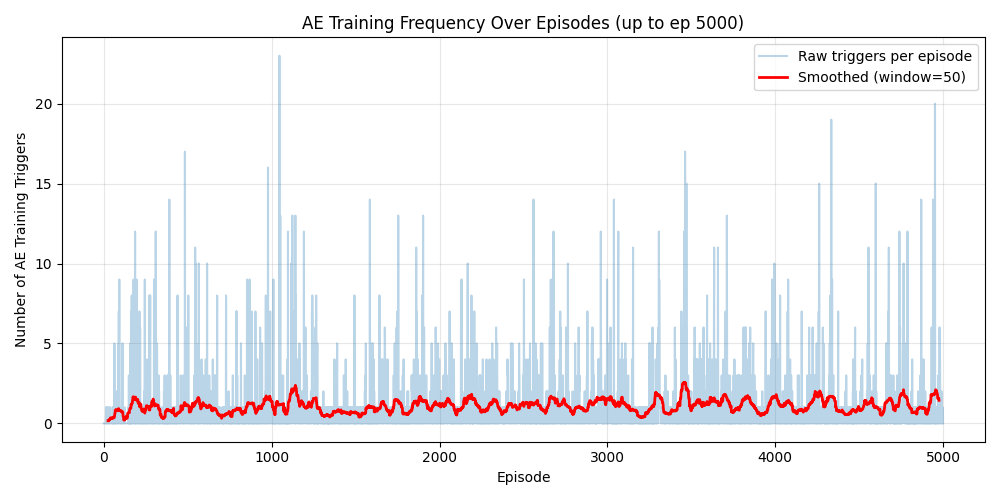 AE Training Frequency Over Episodes (up to ep 5000)
Raw triggers per episode
Smoothed (window=50)
Number of AE Training Triggers
20
15
10
5
0
0 1000 2000 3000 4000 5000
Episode